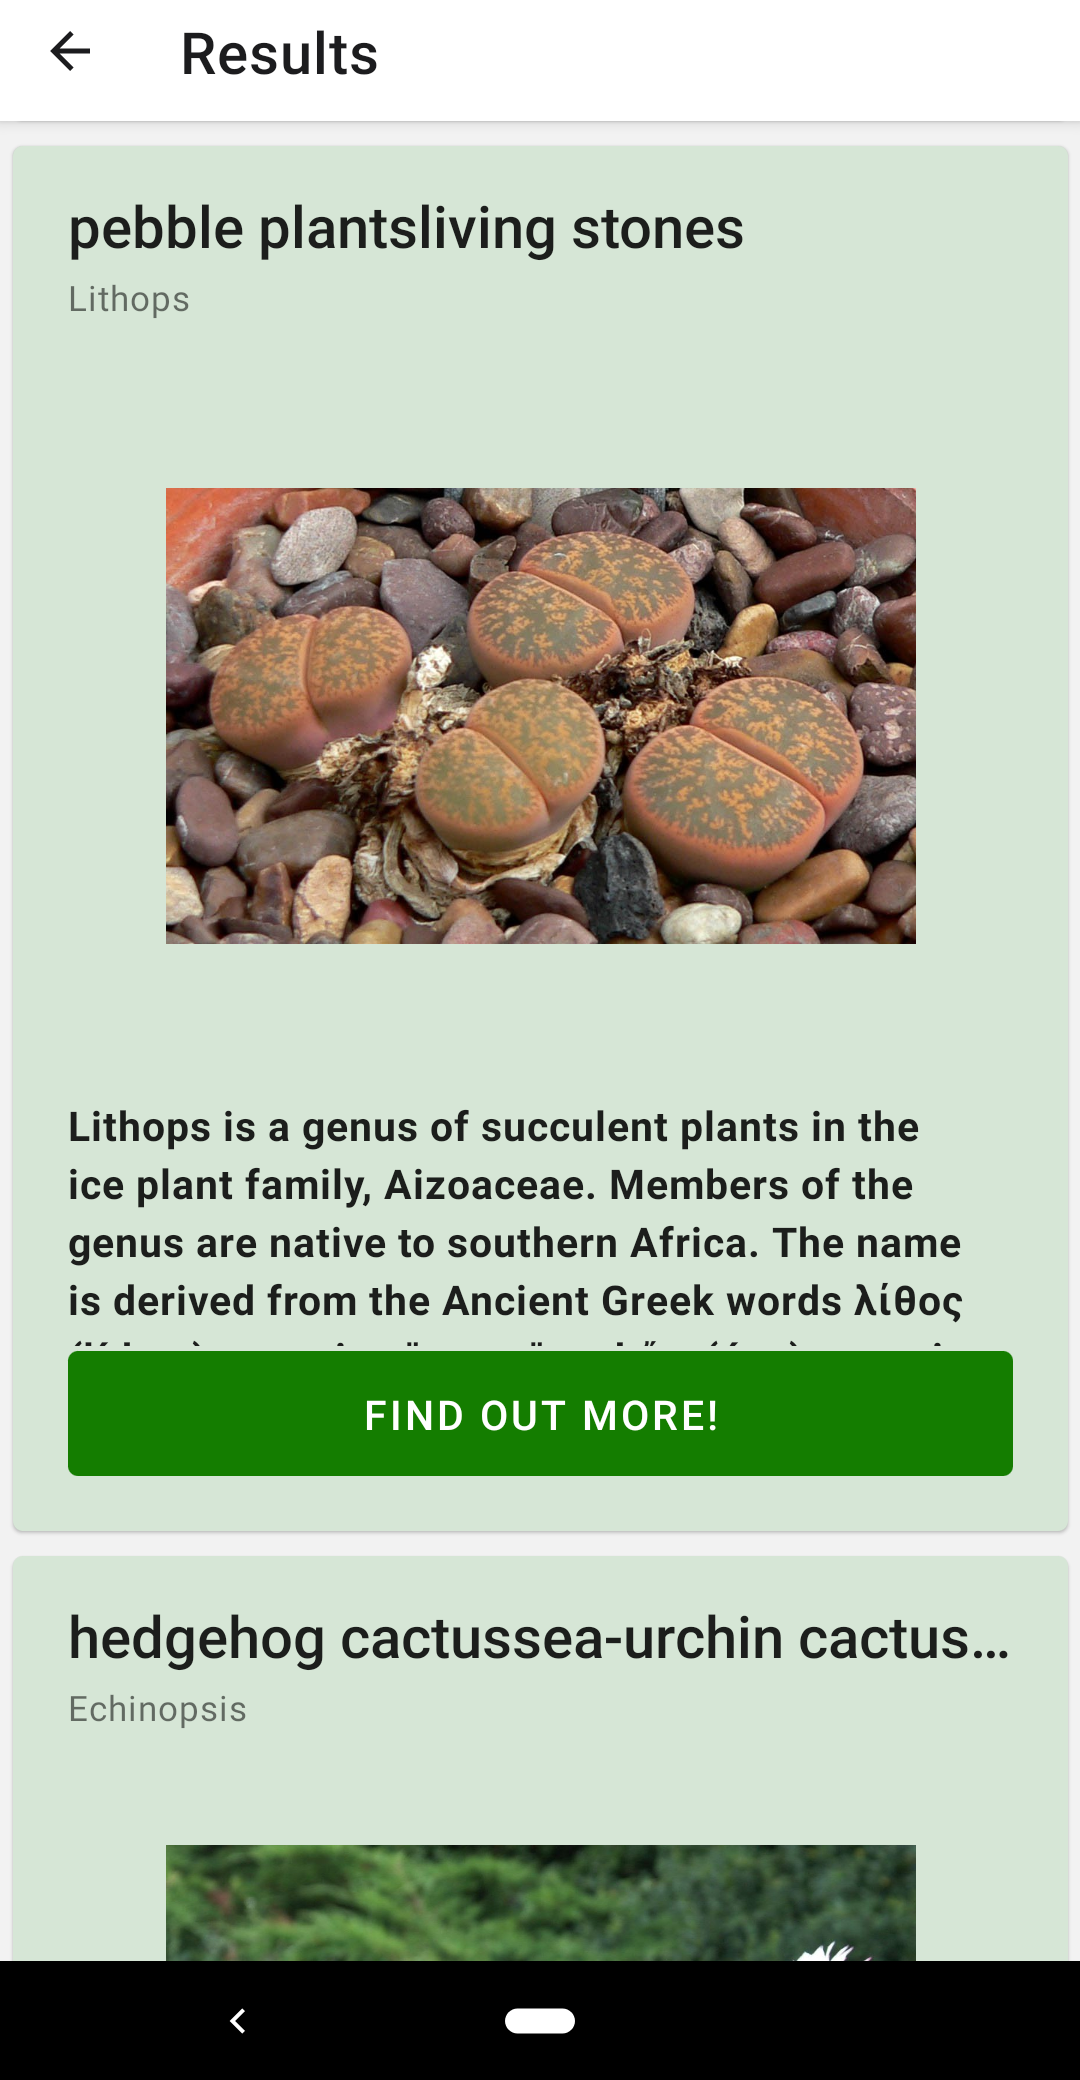 Results
pebble plantsliving stones
Lithops
Lithops is a genus of succulent plants in the
ice plant family, Aizoaceae. Members of the
genus are native to southern Africa. The name
is derived from the Ancient Greek words λίθος
FIND OUT MORE!
hedgehog cactussea-urchin cactus...
Echinopsis